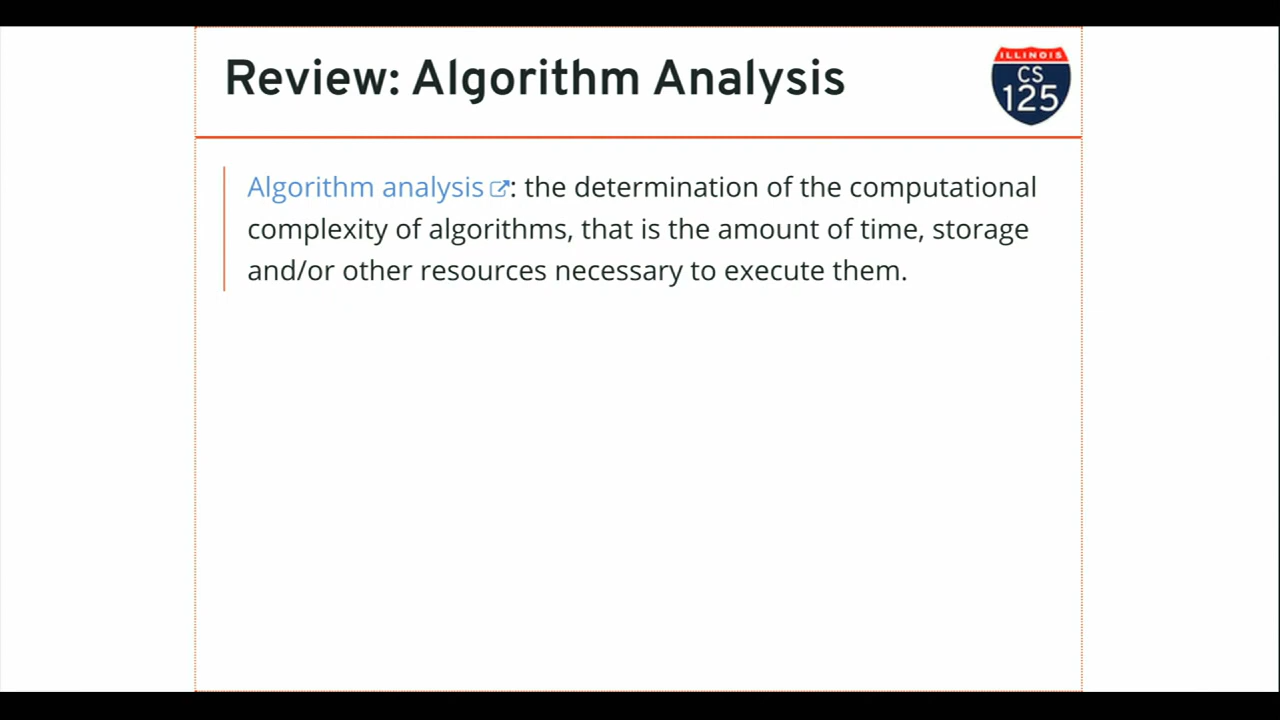 Review: Algorithm Analysis
ILLINOIS
CS
125
Algorithm analysis: the determination of the computational
complexity of algorithms, that is the amount of time, storage
and/or other resources necessary to execute them.